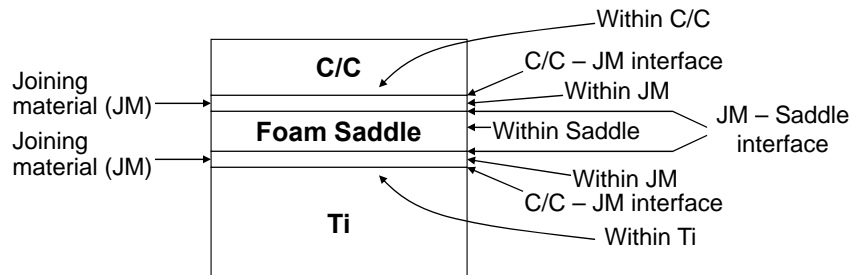 Within C/C
C/C
C/C – JM interface
Joining
material (JM)
Within JM
Foam Saddle
Within Saddle
JM – Saddle
interface
Joining
material (JM)
Within JM
C/C – JM interface
Ti
Within Ti